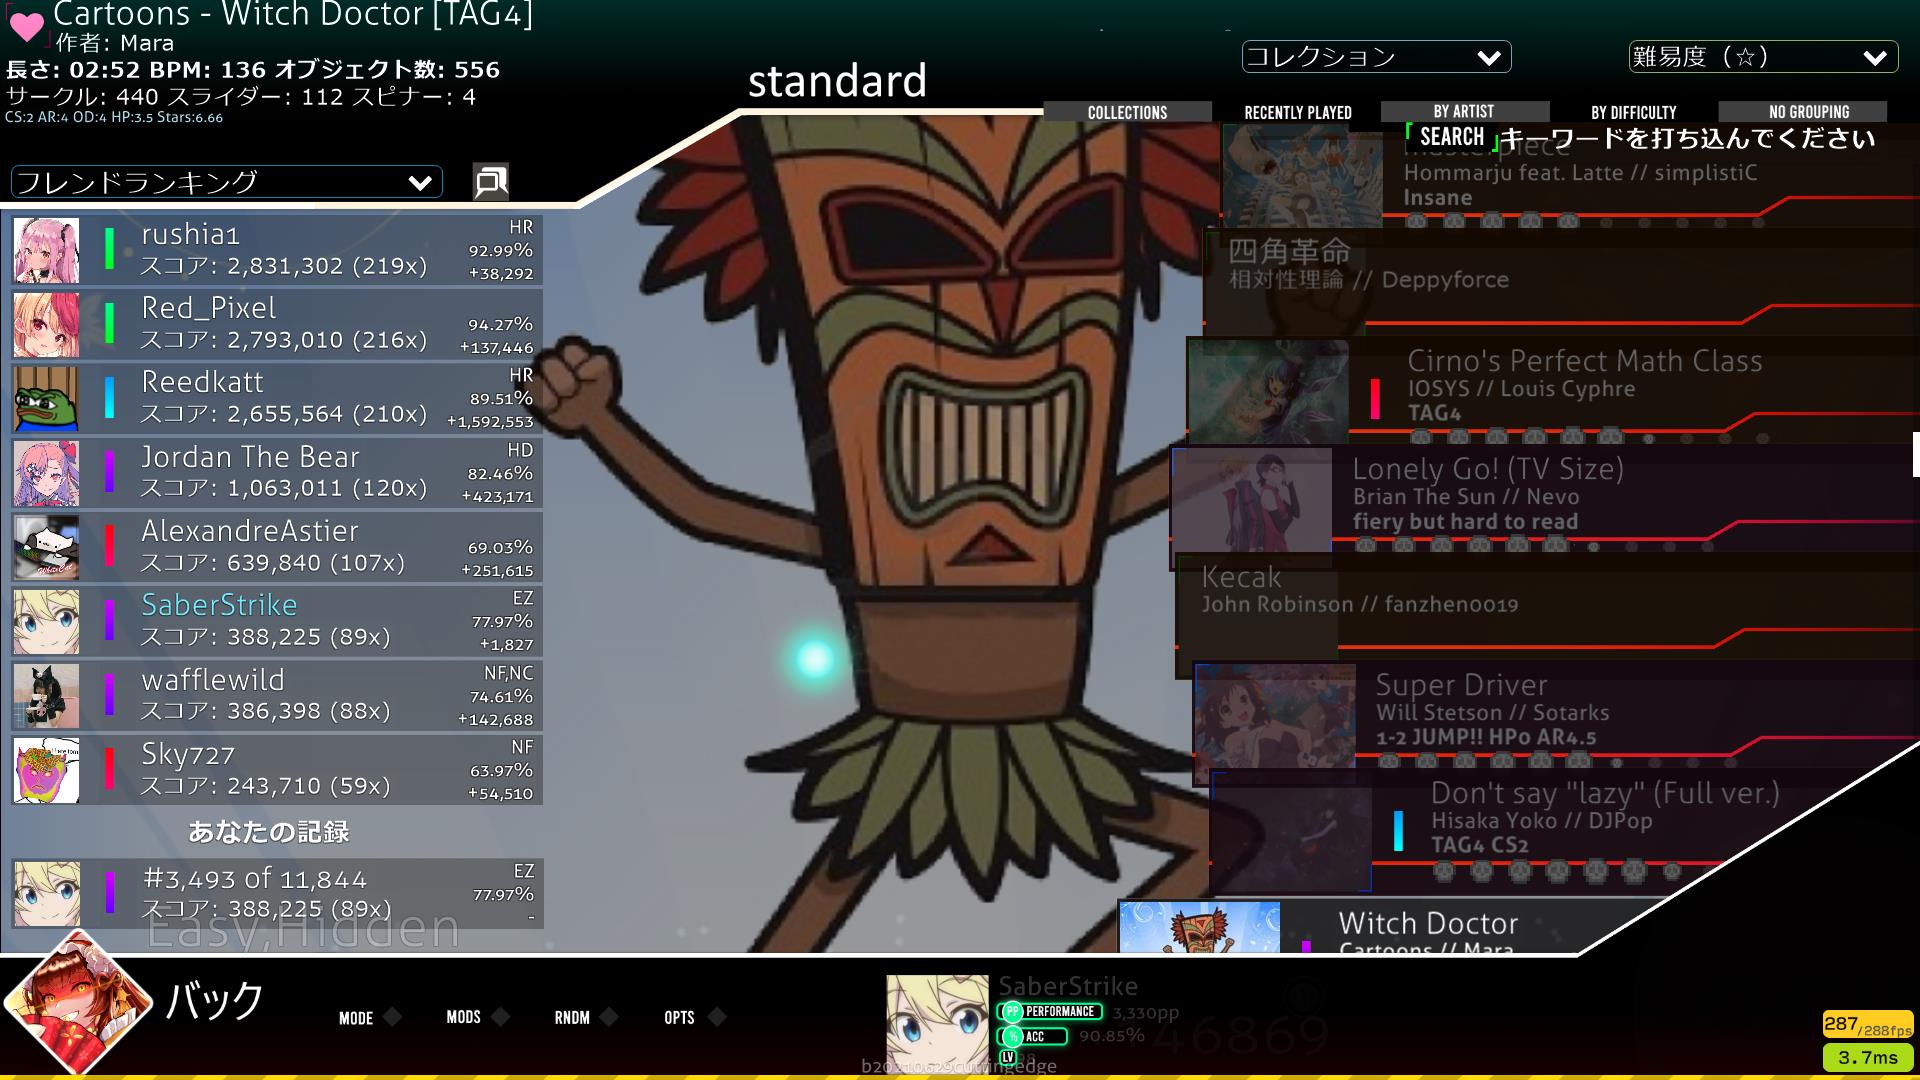 Cartoons - Witch Doctor [TAG4]
作者: Mara
長さ: 02:52 BPM: 136 オブジェクト数: 556
サークル: 440 スライダー: 112 スピナー: 4
CS:2 AR:4 OD:4 HP:3.5 Stars:6.66
standard
コレクション
難易度（☆）
COLLECTIONS
RECENTLY PLAYED
BY ARTIST
BY DIFFICULTY
NO GROUPING
SEARCH
キーワードを打ち込んでください
フレンドランキング
rushia1
スコア: 2,831,302 (219x)
HR
92.99%
+38,292
Red_Pixel
スコア: 2,793,010 (216x)
94.27%
+137,446
Reedkatt
スコア: 2,655,564 (210x)
HR
89.51%
+1,592,553
Jordan The Bear
スコア: 1,063,011 (120x)
HD
82.46%
+423,171
AlexandreAstier
スコア: 639,840 (107x)
69.03%
+251,615
SaberStrike
スコア: 388,225 (89x)
EZ
77.97%
+1,827
wafflewild
スコア: 386,398 (88x)
NF,NC
74.61%
+142,688
Sky727
スコア: 243,710 (59x)
NF
63.97%
+54,510
あなたの記録
#3,493 of 11,844
スコア: 388,225 (89x)
EZ
77.97%
-
Easy,Hidden
masterpiece
Hommarju feat. Latte // simplistiC
Insane
四角革命
相対性理論 // Deppyforce
Cirno's Perfect Math Class
IOSYS // Louis Cyphre
TAG4
Lonely Go! (TV Size)
Brian The Sun // Nevo
fiery but hard to read
Kecak
John Robinson // fanzhen0019
Super Driver
Will Stetson // Sotarks
1-2 JUMP!! HP0 AR4.5
Don't say "lazy" (Full ver.)
Hisaka Yoko // DJPop
TAG4 CS2
Witch Doctor
Cartoons // Mara
バック
MODE
MODS
RNDM
OPTS
SaberStrike
PP PERFORMANCE 3,330pp
% ACC 90.85%
LV
46869
287/288fps
3.7ms